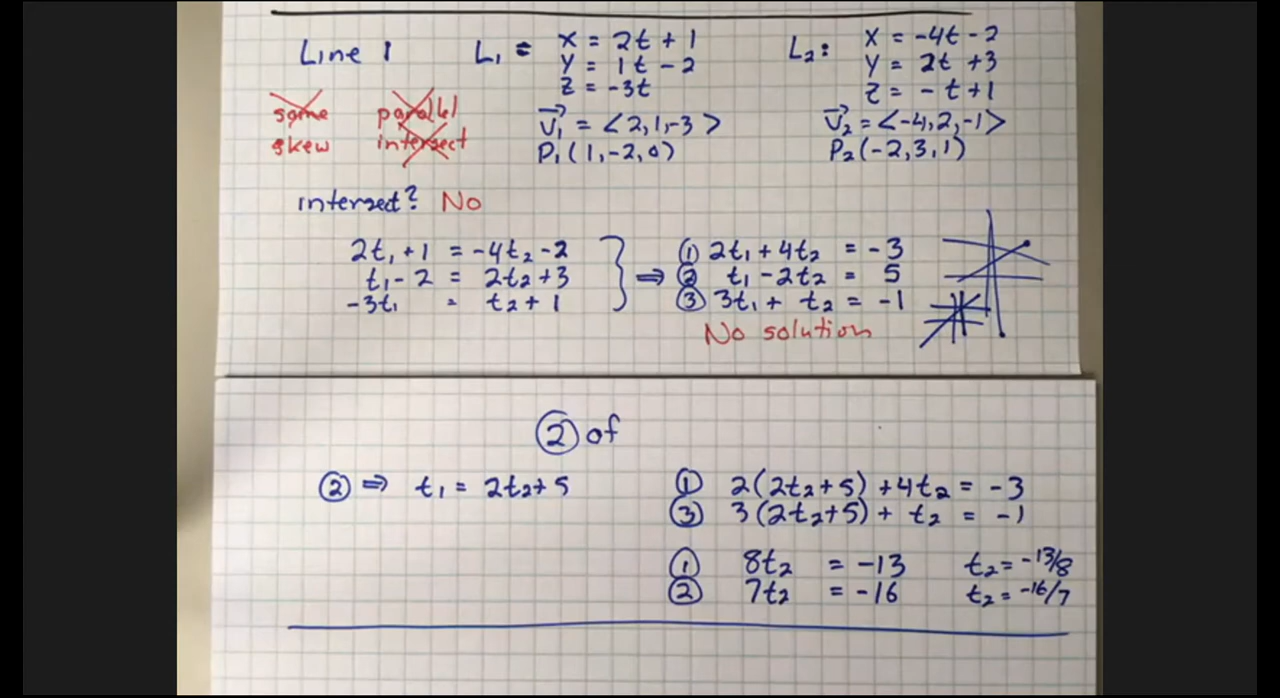 Line 1
L₁ =
x = 2t + 1
y = 1t - 2
z = -3t
L₂:
x = -4t - 2
y = 2t +3
z = -t +1
same parallel
skew intersect
v₁ = <2,1,-3>
P₁(1,-2,0)
v₂ = <-4,2,-1>
P₂(-2,3,1)
interset? No
2t₁ +1 = -4t₂ -2
t₁ - 2 = 2t₂ +3
-3t₁ = t₂ + 1
⇒
① 2t₁ + 4t₂ = -3
② t₁ - 2t₂ = 5
③ 3t₁ + t₂ = -1
No solution
② of
② ⇒ t₁ = 2t₂+5
① 2(2t₂+5) +4t₂ = -3
③ 3(2t₂+5) + t₂ = -1
① 8t₂ = -13 t₂ = -13/8
② 7t₂ = -16 t₂ = -16/7